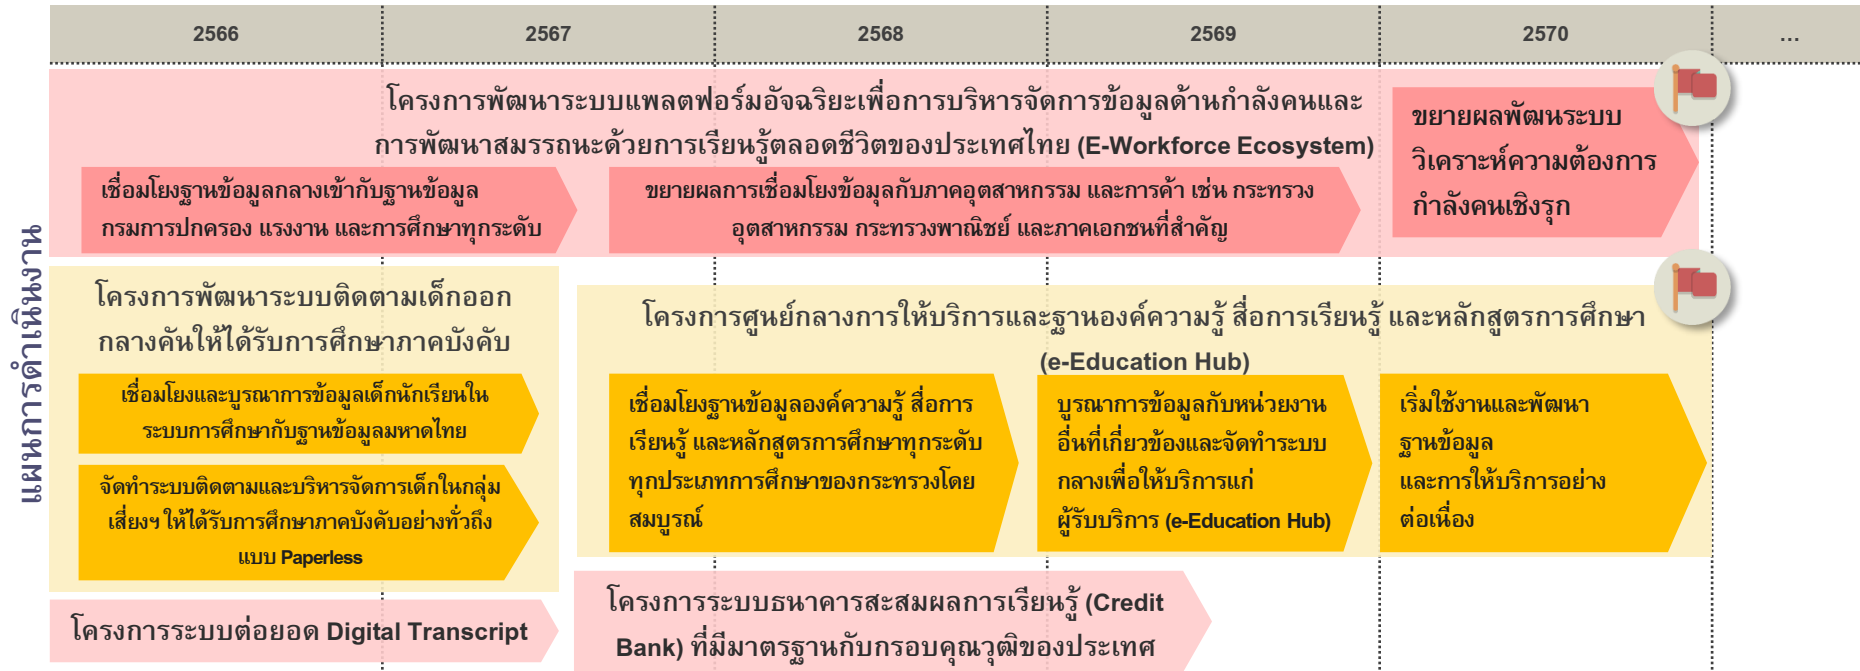 2566 2567 2568 2569 2570 ...
แผนการดำเนินงาน
โครงการพัฒนาระบบแพลตฟอร์มอัจฉริยะเพื่อการบริหารจัดการข้อมูลด้านกำลังคนและ
การพัฒนาสมรรถนะด้วยการเรียนรู้ตลอดชีวิตของประเทศไทย (E-Workforce Ecosystem)
เชื่อมโยงฐานข้อมูลกลางเข้ากับฐานข้อมูล
กรมการปกครอง แรงงาน และการศึกษาทุกระดับ
ขยายผลการเชื่อมโยงข้อมุลกับภาคอุตสาหกรรม และการค้า เช่น กระทรวง
อุตสาหกรรม กระทรวงพาณิชย์ และภาคเอกชนที่สำคัญ
ขยายผลพัฒนระบบ
วิเคราะห์ความต้องการ
กำลังคนเชิงรุก
โครงการพัฒนาระบบติดตามเด็กออก
กลางคันให้ได้รับการศึกษาภาคบังคับ
เชื่อมโยงและบูรณาการข้อมูลเด็กนักเรียนใน
ระบบการศึกษากับฐานข้อมูลมหาดไทย
จัดทำระบบติดตามและบริหารจัดการเด็กในกลุ่ม
เสี่ยงฯ ให้ได้รับการศึกษาภาคบังคับอย่างทั่วถึง
แบบ Paperless
โครงการศูนย์กลางการให้บริการและฐานองค์ความรู้ สื่อการเรียนรู้ และหลักสูตรการศึกษา
(e-Education Hub)
เชื่อมโยงฐานข้อมูลองค์ความรู้ สื่อการ
เรียนรู้ และหลักสูตรการศึกษาทุกระดับ
ทุกประเภทการศึกษาของกระทรวงโดย
สมบูรณ์
บูรณาการข้อมูลกับหน่วยงาน
อื่นที่เกี่ยวข้องและจัดทำระบบ
กลางเพื่อให้บริการแก่
ผู้รับบริการ (e-Education Hub)
เริ่มใช้งานและพัฒนา
ฐานข้อมูล
และการให้บริการอย่าง
ต่อเนื่อง
โครงการระบบต่อยอด Digital Transcript
โครงการระบบธนาคารสะสมผลการเรียนรู้ (Credit
Bank) ที่มีมาตรฐานกับกรอบคุณวุฒิของประเทศ